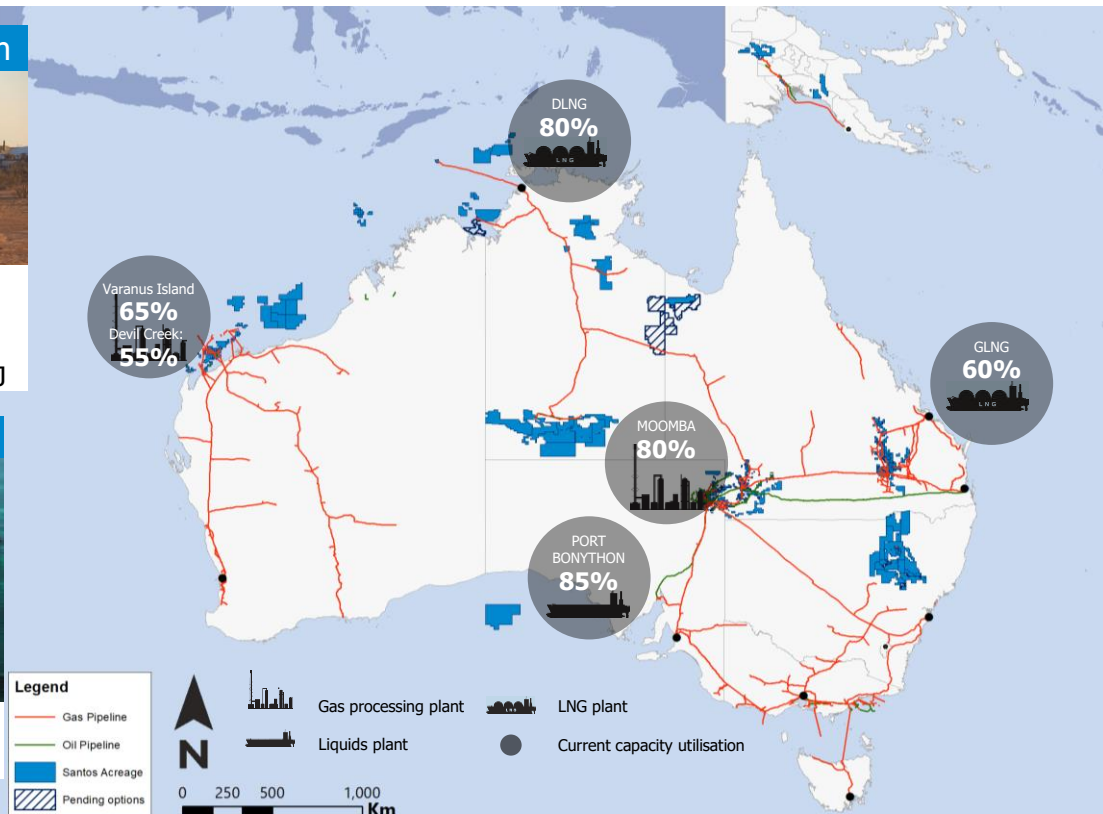 n
DLNG
80%
LNG
Varanus Island
65%
Devil Creek:
55%
GLNG
60%
LNG
MOOMBA
80%
PORT
BONYTHON
85%
Legend
Gas Pipeline
Oil Pipeline
Santos Acreage
Pending options
N
Gas processing plant
LNG plant
Liquids plant
Current capacity utilisation
0 250 500 1,000
Km